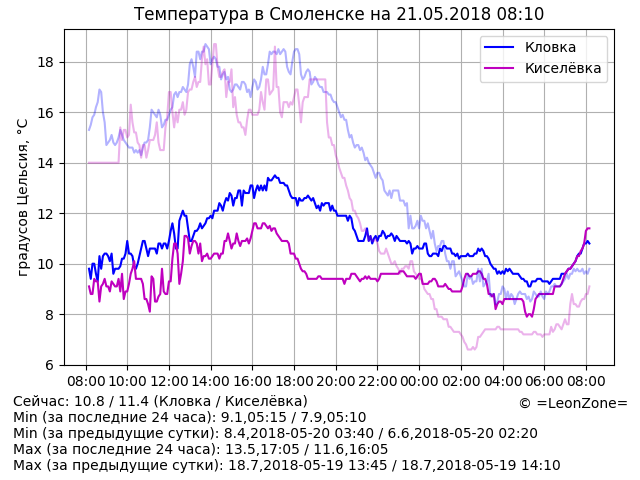 Температура в Смоленске на 21.05.2018 08:10
Кловка
Киселёвка
градусов Цельсия, °C
18
16
14
12
10
8
6
08:00 10:00 12:00 14:00 16:00 18:00 20:00 22:00 00:00 02:00 04:00 06:00 08:00
Сейчас: 10.8 / 11.4 (Кловка / Киселёвка)
© =LeonZone=
Min (за последние 24 часа): 9.1,05:15 / 7.9,05:10
Min (за предыдущие сутки): 8.4,2018-05-20 03:40 / 6.6,2018-05-20 02:20
Max (за последние 24 часа): 13.5,17:05 / 11.6,16:05
Max (за предыдущие сутки): 18.7,2018-05-19 13:45 / 18.7,2018-05-19 14:10